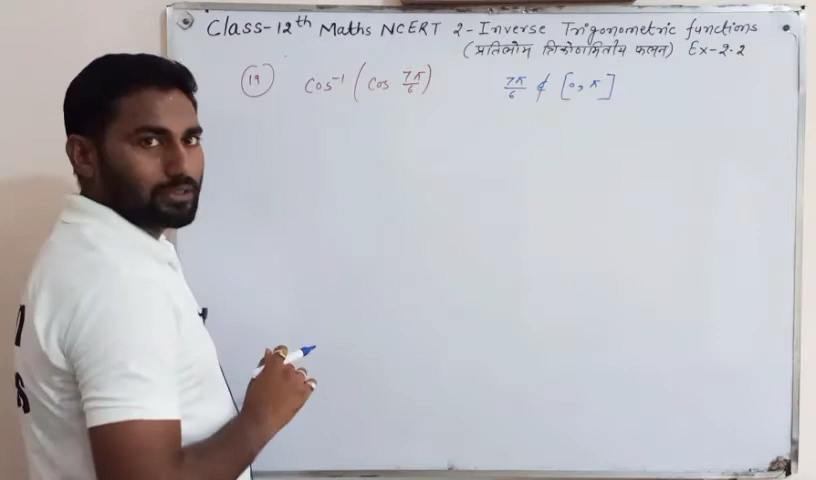 Class-12th Maths NCERT 2-Inverse Trigonometric functions
(प्रतिलोम त्रिकोणमितीय फलन) Ex-2.2
(19) Cos⁻¹ (Cos 7π/6) 7π/6 ∉ [0, π]